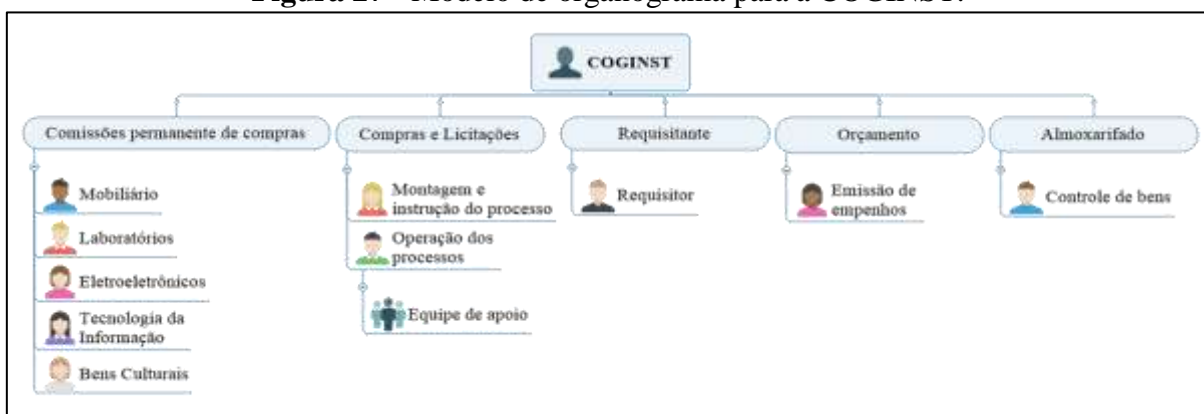 Modelo de organograma para a COGINST.
COGINST
Comissões permanente de compras
Mobiliário
Laboratórios
Eletroeletrônicos
Tecnologia da
Informação
Bens Culturais
Compras e Licitações
Montagem e
instrução do processo
Operação dos
processos
Equipe de apoio
Requisitante
Requisitor
Orçamento
Emissão de
empenhos
Almoxarifado
Controle de bens